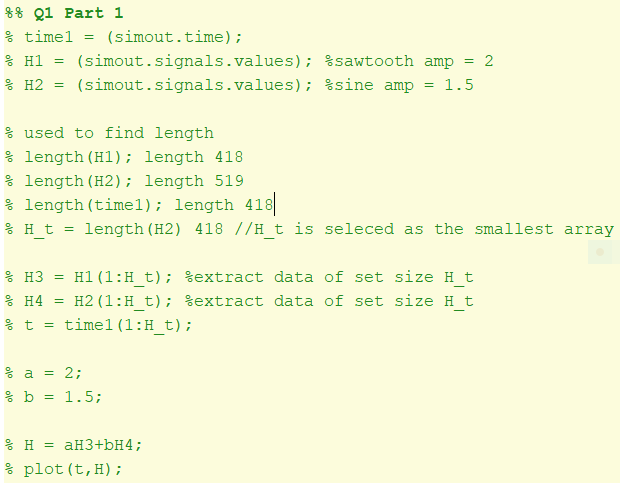 %% Q1 Part 1
% time1 = (simout.time);
% H1 = (simout.signals.values); %sawtooth amp = 2
% H2 = (simout.signals.values); %sine amp = 1.5
% used to find length
% length(H1); length 418
% length(H2); length 519
% length(time1); length 418
% H_t = length(H2) 418 //H_t is seleced as the smallest array
% H3 = H1(1:H_t); %extract data of set size H_t
% H4 = H2(1:H_t); %extract data of set size H_t
% t = time1(1:H_t);
% a = 2;
% b = 1.5;
% H = aH3+bH4;
% plot(t,H);